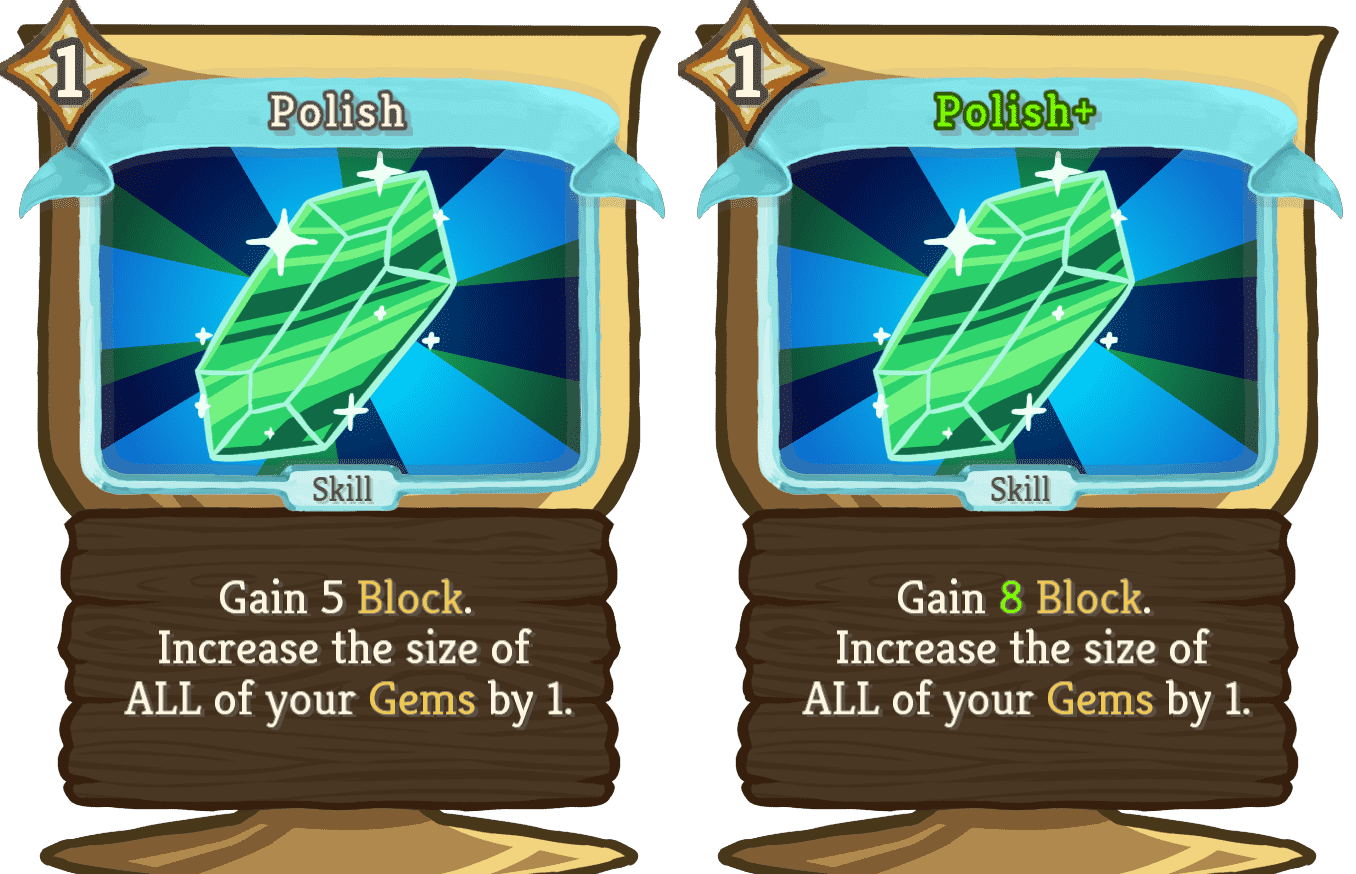 1
Polish
Skill
Gain 5 Block.
Increase the size of
ALL of your Gems by 1.
1
Polish+
Skill
Gain 8 Block.
Increase the size of
ALL of your Gems by 1.